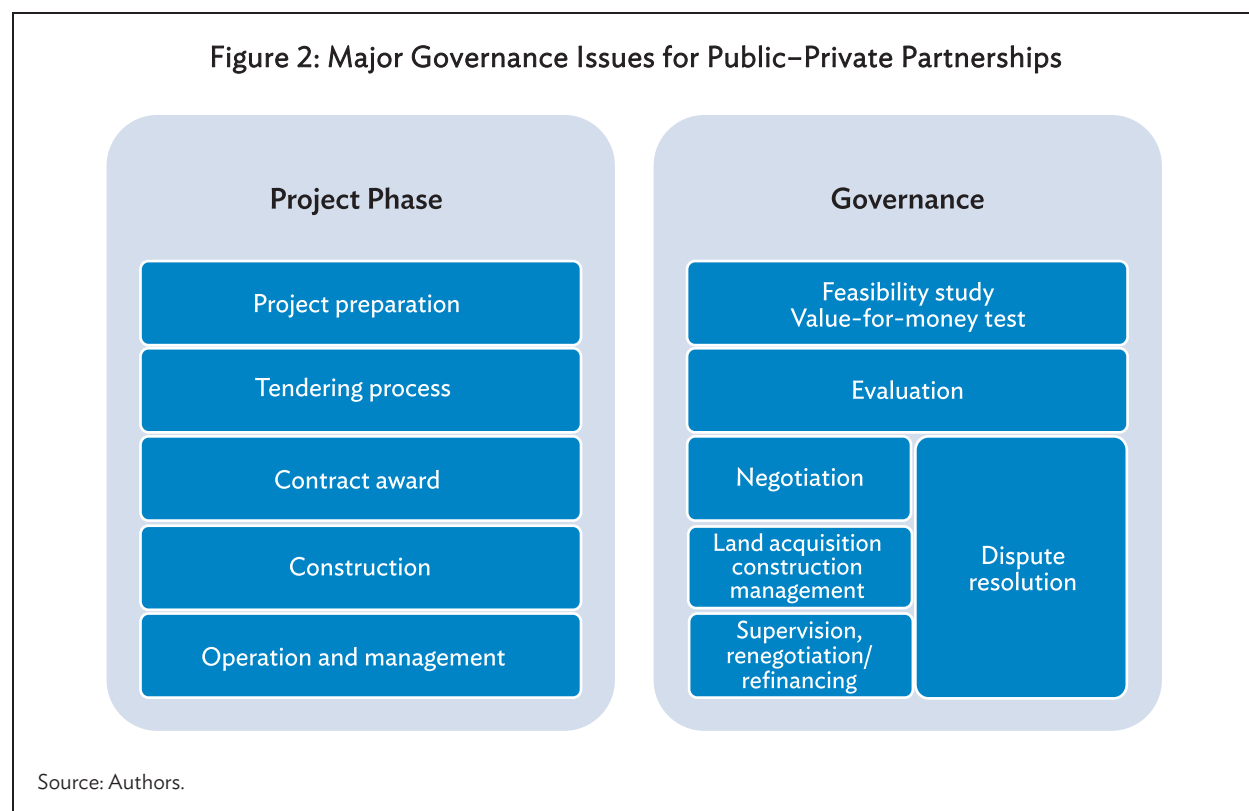 Figure 2: Major Governance Issues for Public–Private Partnerships
Project Phase
Project preparation
Tendering process
Contract award
Construction
Operation and management
Governance
Feasibility study
Value-for-money test
Evaluation
Negotiation
Land acquisition
construction
management
Supervision,
renegotiation/
refinancing
Dispute
resolution
Source: Authors.